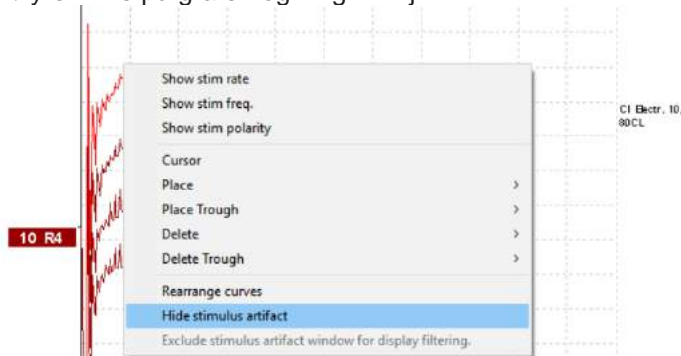 Show stim rate
Show stim freq.
Show stim polarity
CI Electr. 10,
80CL
Cursor
Place
Place Trough
10 R4
Delete
Delete Trough
Rearrange curves
Hide stimulus artifact
Exclude stimulus artifact window for display filtering.